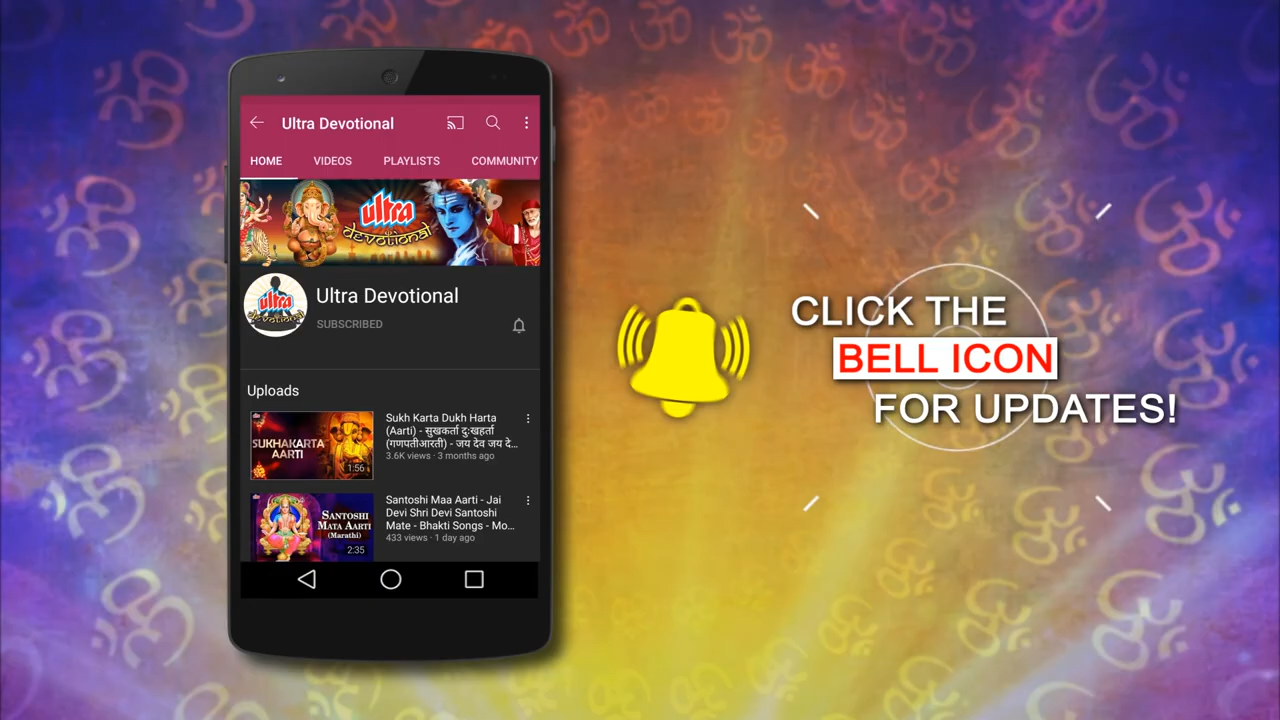 Ultra Devotional
HOME VIDEOS PLAYLISTS COMMUNITY
ultra
devotional
ultra
devotional
Ultra Devotional
SUBSCRIBED
Uploads
SUKHAKARTA
AARTI
1:56
Sukh Karta Dukh Harta
(Aarti) - सुखकर्ता दुःखहर्ता
(गणपतीआरती) - जय देव जय दे...
3.6K views · 3 months ago
SANTOSHI
MATA AARTI
(Marathi)
2:35
Santoshi Maa Aarti - Jai
Devi Shri Devi Santoshi
Mate - Bhakti Songs - Mo...
433 views · 1 day ago
CLICK THE
BELL ICON
FOR UPDATES!